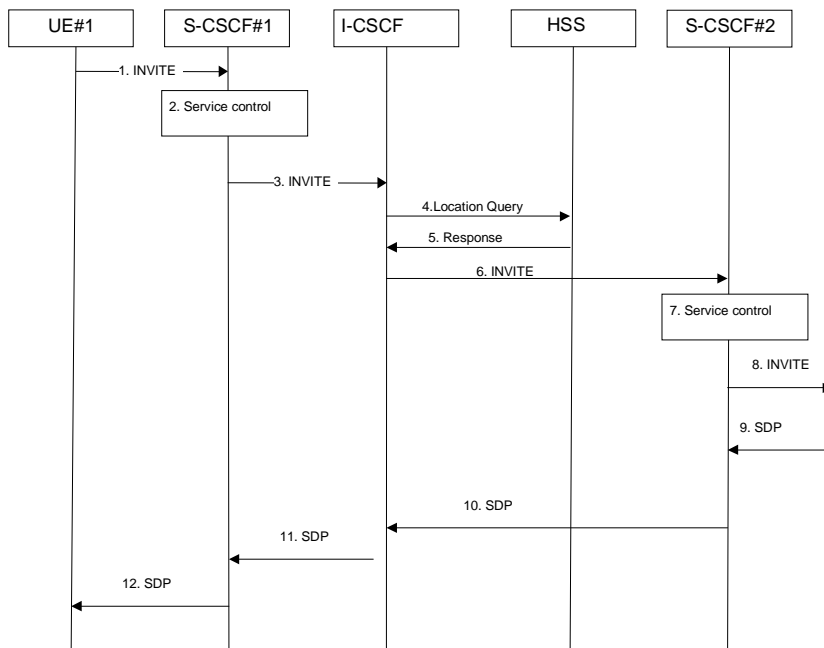 UE#1
S-CSCF#1
I-CSCF
HSS
S-CSCF#2
1. INVITE
2. Service control
3. INVITE
4.Location Query
5. Response
6. INVITE
7. Service control
8. INVITE
9. SDP
10. SDP
11. SDP
12. SDP